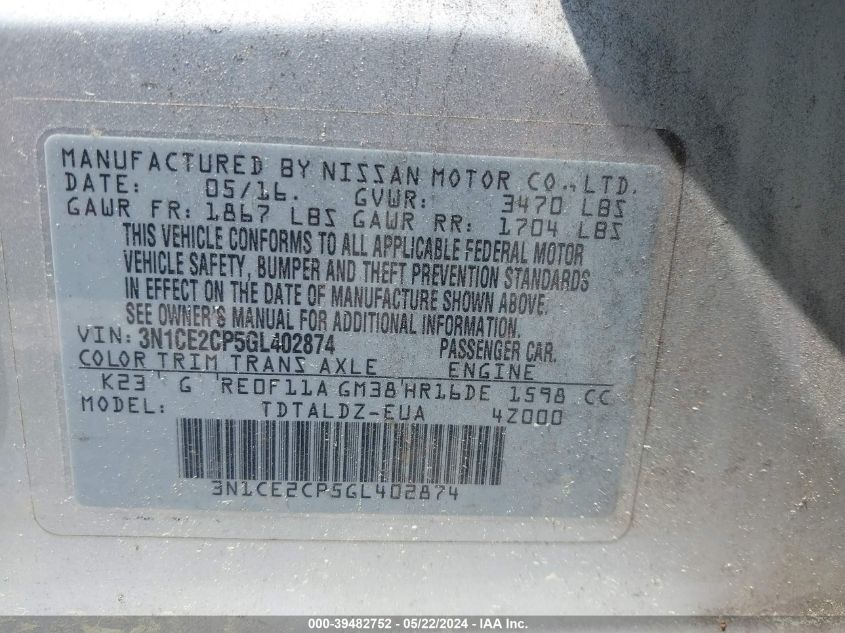 MANUFACTURED BY NISSAN MOTOR CO., LTD.
DATE: 05/16. GVWR: 3470 LBS
GAWR FR: 1867 LBS GAWR RR: 1704 LBS
THIS VEHICLE CONFORMS TO ALL APPLICABLE FEDERAL MOTOR
VEHICLE SAFETY, BUMPER AND THEFT PREVENTION STANDARDS
IN EFFECT ON THE DATE OF MANUFACTURE SHOWN ABOVE.
SEE OWNER'S MANUAL FOR ADDITIONAL INFORMATION.
VIN: 3N1CE2CP5GL402874 PASSENGER CAR.
COLOR TRIM TRANS AXLE ENGINE
K23 G RE0F11A GM38 HR16DE 1598 CC
MODEL: TDTALDZ-EUA 4Z000
3N1CE2CP5GL402874
000-39482752 - 05/22/2024 - IAA Inc.